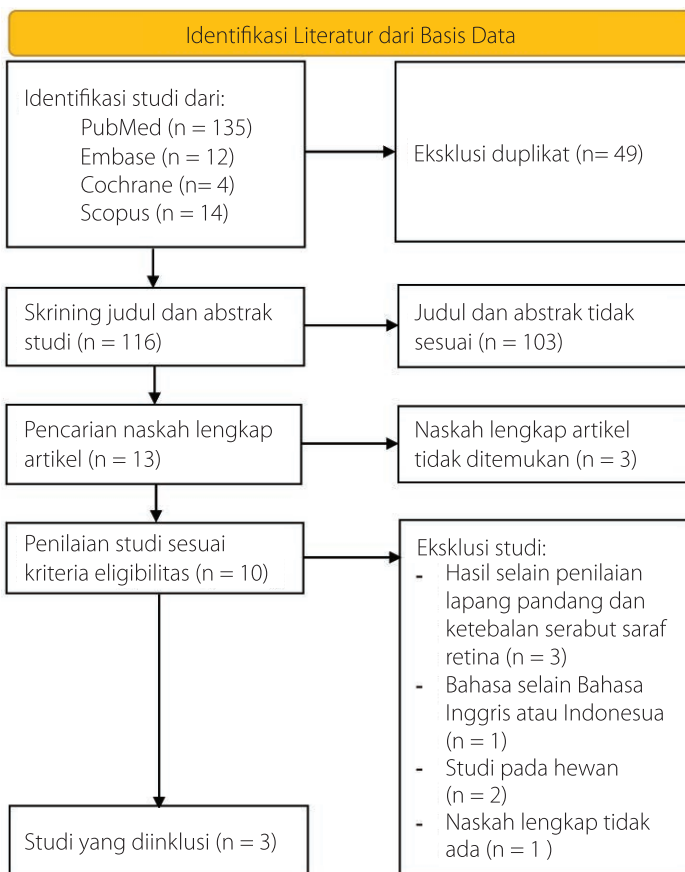 Identifikasi Literatur dari Basis Data
Identifikasi studi dari:
PubMed (n = 135)
Embase (n = 12)
Cochrane (n= 4)
Scopus (n = 14)
Eksklusi duplikat (n= 49)
Skrining judul dan abstrak
studi (n = 116)
Judul dan abstrak tidak
sesuai (n = 103)
Pencarian naskah lengkap
artikel (n = 13)
Naskah lengkap artikel
tidak ditemukan (n = 3)
Penilaian studi sesuai
kriteria eligibilitas (n = 10)
Eksklusi studi:
- Hasil selain penilaian
lapang pandang dan
ketebalan serabut saraf
retina (n = 3)
- Bahasa selain Bahasa
Inggris atau Indonesua
(n = 1)
- Studi pada hewan
(n = 2)
- Naskah lengkap tidak
ada (n = 1 )
Studi yang diinklusi (n = 3)